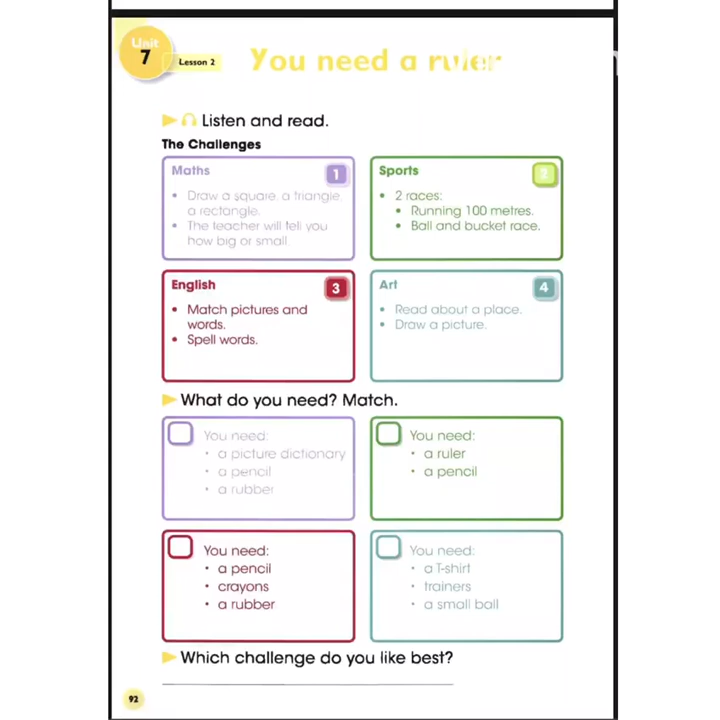 Unit
7
Lesson 2
You need a ruler
Listen and read.
The Challenges
Maths
1
• Draw a square, a triangle,
a rectangle.
• The teacher will tell you
how big or small.
Sports
2
• 2 races:
• Running 100 metres.
• Ball and bucket race.
English
3
• Match pictures and
words.
• Spell words.
Art
4
• Read about a place.
• Draw a picture.
What do you need? Match.
You need:
• a picture dictionary
• a pencil
• a rubber
You need:
• a ruler
• a pencil
You need:
• a pencil
• crayons
• a rubber
You need:
• a T-shirt
• trainers
• a small ball
Which challenge do you like best?
92